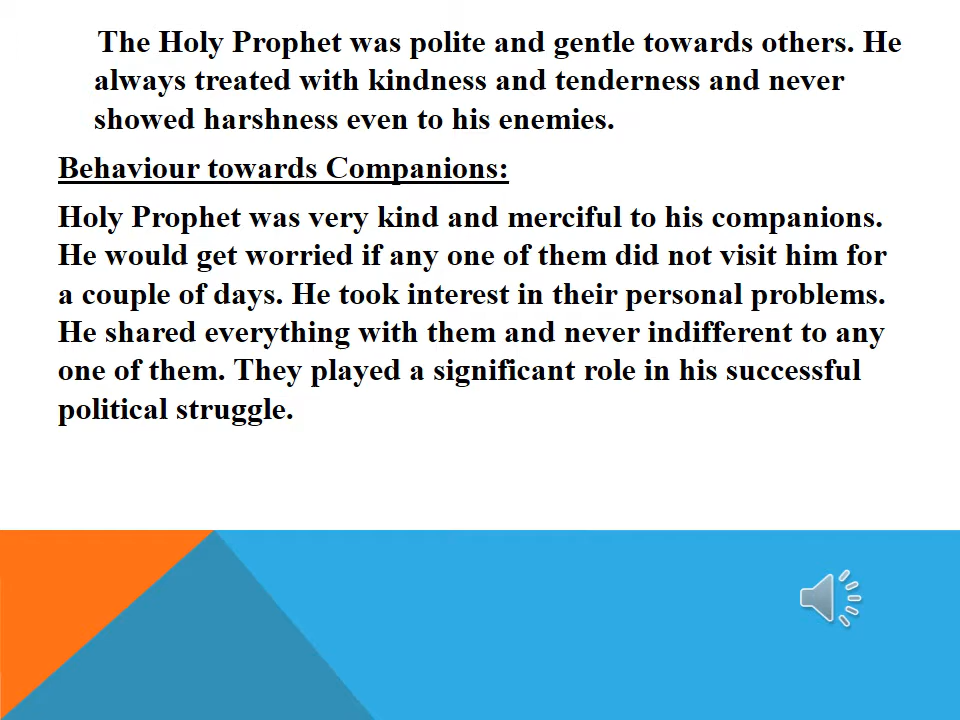 The Holy Prophet was polite and gentle towards others. He
always treated with kindness and tenderness and never
showed harshness even to his enemies.
Behaviour towards Companions:
Holy Prophet was very kind and merciful to his companions.
He would get worried if any one of them did not visit him for
a couple of days. He took interest in their personal problems.
He shared everything with them and never indifferent to any
one of them. They played a significant role in his successful
political struggle.